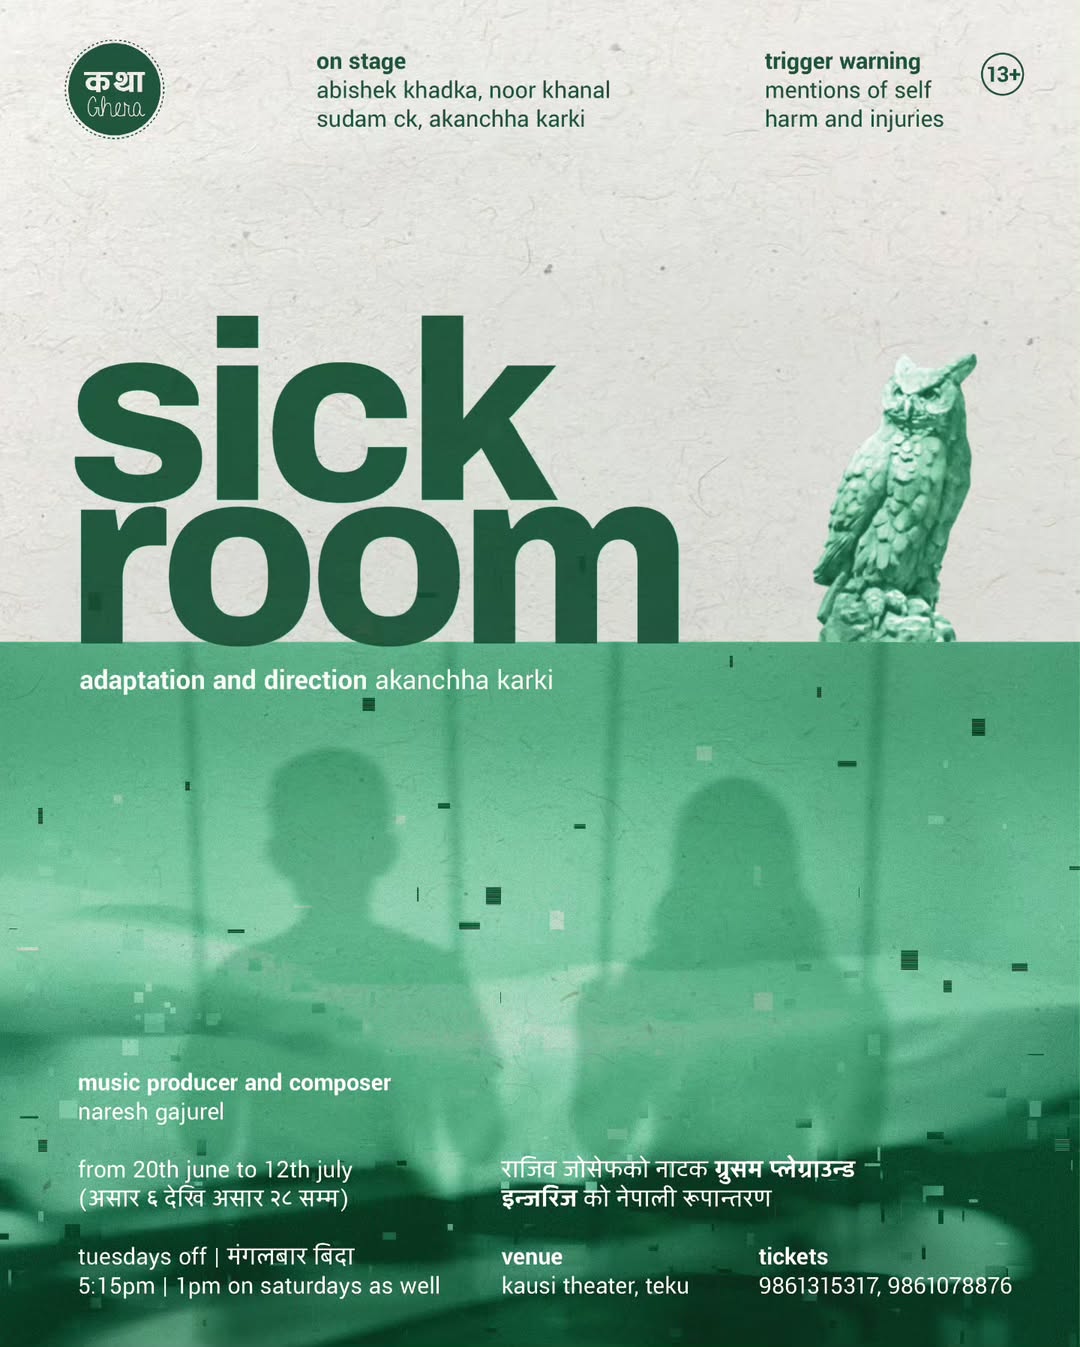 कथा
Ghera
on stage
abishek khadka, noor khanal
sudam ck, akanchha karki
trigger warning
mentions of self
harm and injuries
13+
sick
room
adaptation and direction akanchha karki
music producer and composer
naresh gajurel
from 20th june to 12th july
(असार ६ देखि असार २८ सम्म)
राजिव जोसेफको नाटक ग्रुसम प्लेग्राउन्ड
इन्जरिज को नेपाली रूपान्तरण
tuesdays off | मंगलबार बिदा
5:15pm | 1pm on saturdays as well
venue
kausi theater, teku
tickets
9861315317, 9861078876